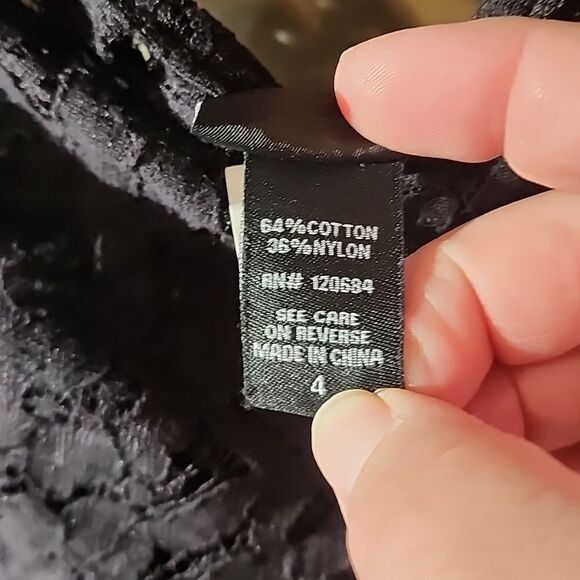 64%COTTON
36%NYLON
RN# 120684
SEE CARE
ON REVERSE
MADE IN CHINA
4